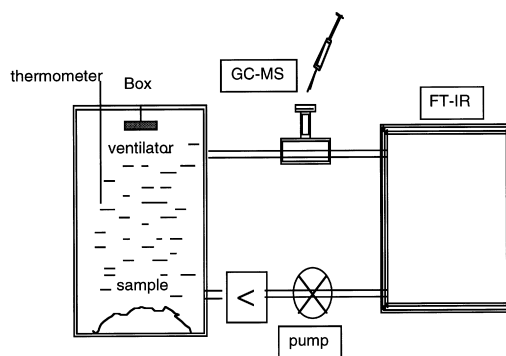 GC-MS
thermometer
Box
FT-IR
ventilator
sample
<
pump